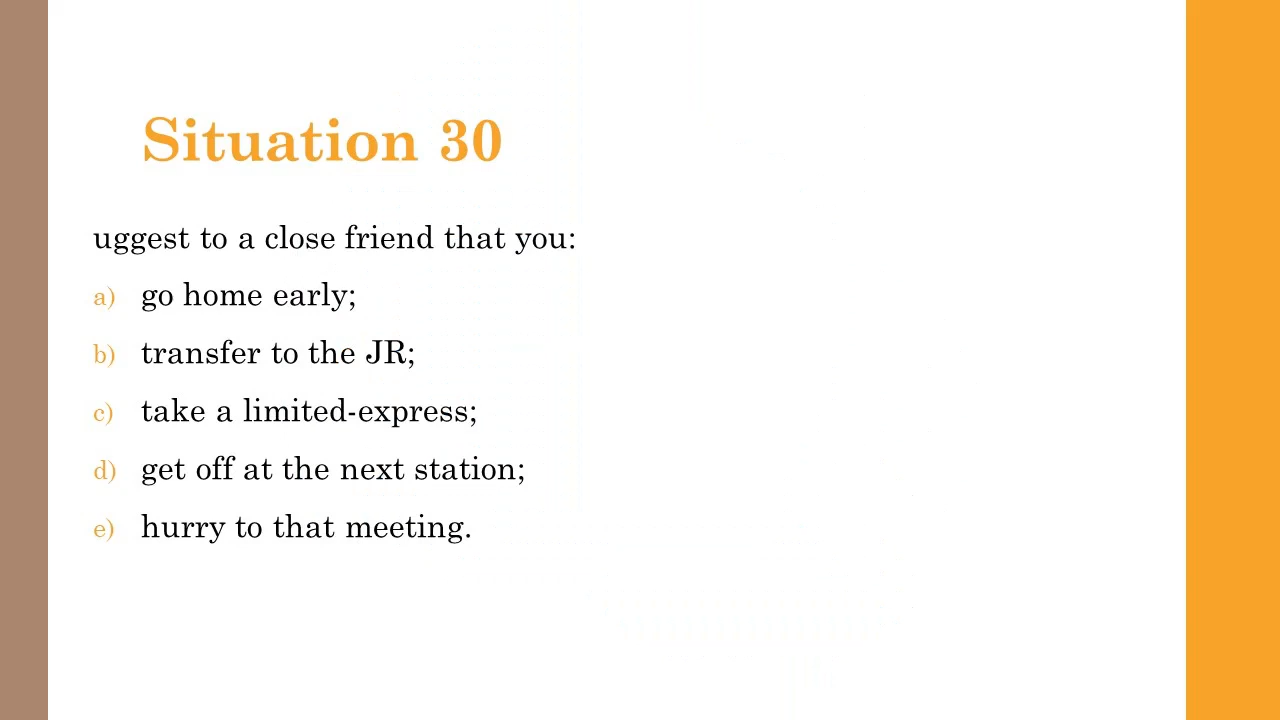 Situation 30
uggest to a close friend that you:
a) go home early;
b) transfer to the JR;
c) take a limited-express;
d) get off at the next station;
e) hurry to that meeting.